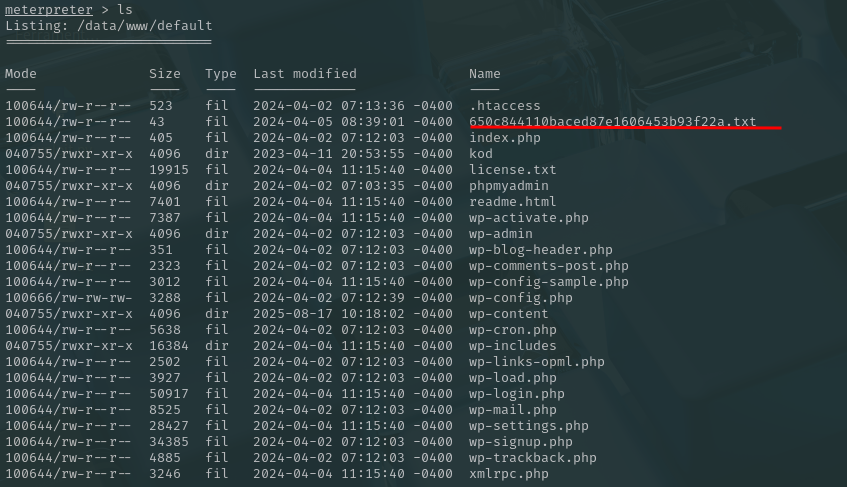 meterpreter > ls
Listing: /data/www/default
==========================
Mode Size Type Last modified Name
---- ---- ---- ------------- ----
100644/rw-r--r-- 523 fil 2024-04-02 07:13:36 -0400 .htaccess
100644/rw-r--r-- 43 fil 2024-04-05 08:39:01 -0400 650c844110baced87e1606453b93f22a.txt
100644/rw-r--r-- 405 fil 2024-04-02 07:12:03 -0400 index.php
040755/rwxr-xr-x 4096 dir 2023-04-11 20:53:55 -0400 kod
100644/rw-r--r-- 19915 fil 2024-04-04 11:15:40 -0400 license.txt
040755/rwxr-xr-x 4096 dir 2024-04-02 07:03:35 -0400 phpmyadmin
100644/rw-r--r-- 7401 fil 2024-04-04 11:15:40 -0400 readme.html
100644/rw-r--r-- 7387 fil 2024-04-04 11:15:40 -0400 wp-activate.php
040755/rwxr-xr-x 4096 dir 2024-04-02 07:12:03 -0400 wp-admin
100644/rw-r--r-- 351 fil 2024-04-02 07:12:03 -0400 wp-blog-header.php
100644/rw-r--r-- 2323 fil 2024-04-02 07:12:03 -0400 wp-comments-post.php
100644/rw-r--r-- 3012 fil 2024-04-04 11:15:40 -0400 wp-config-sample.php
100666/rw-rw-rw- 3288 fil 2024-04-02 07:12:39 -0400 wp-config.php
040755/rwxr-xr-x 4096 dir 2025-08-17 10:18:02 -0400 wp-content
100644/rw-r--r-- 5638 fil 2024-04-02 07:12:03 -0400 wp-cron.php
040755/rwxr-xr-x 16384 dir 2024-04-04 11:15:40 -0400 wp-includes
100644/rw-r--r-- 2502 fil 2024-04-02 07:12:03 -0400 wp-links-opml.php
100644/rw-r--r-- 3927 fil 2024-04-02 07:12:03 -0400 wp-load.php
100644/rw-r--r-- 50917 fil 2024-04-04 11:15:40 -0400 wp-login.php
100644/rw-r--r-- 8525 fil 2024-04-02 07:12:03 -0400 wp-mail.php
100644/rw-r--r-- 28427 fil 2024-04-04 11:15:40 -0400 wp-settings.php
100644/rw-r--r-- 34385 fil 2024-04-02 07:12:03 -0400 wp-signup.php
100644/rw-r--r-- 4885 fil 2024-04-02 07:12:03 -0400 wp-trackback.php
100644/rw-r--r-- 3246 fil 2024-04-04 11:15:40 -0400 xmlrpc.php